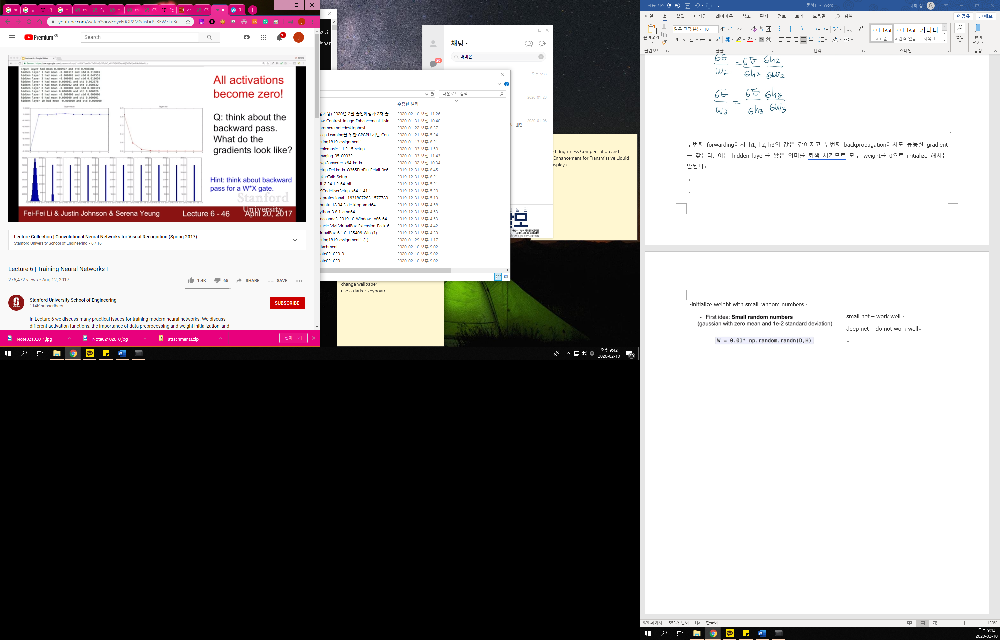 youtube.com/watch?v=wEoyxE0GP2M&list=PL3FW7Lu3i...
Premium KR
Search
9+
j
Lecture 6 - Google Slides
input layer had mean 0.000927 and std 0.998388
hidden layer 1 had mean -0.000117 and std 0.213081
hidden layer 2 had mean -0.000001 and std 0.047551
hidden layer 3 had mean -0.000002 and std 0.010630
hidden layer 4 had mean 0.000001 and std 0.002378
hidden layer 5 had mean 0.000002 and std 0.000532
hidden layer 6 had mean -0.000000 and std 0.000119
hidden layer 7 had mean 0.000000 and std 0.000026
hidden layer 8 had mean -0.000000 and std 0.000006
hidden layer 9 had mean 0.000000 and std 0.000001
hidden layer 10 had mean -0.000000 and std 0.000000
layer mean
layer std
All activations
become zero!
Q: think about the
backward pass.
What do the
gradients look like?
Hint: think about backward
pass for a W*X gate.
Stanford
University
Fei-Fei Li & Justin Johnson & Serena Yeung Lecture 6 - 46 April 20, 2017
Lecture Collection | Convolutional Neural Networks for Visual Recognition (Spring 2017)
Stanford University School of Engineering - 6 / 16
Lecture 6 | Training Neural Networks I
275,472 views • Aug 12, 2017
1.4K 65 SHARE SAVE
Stanford University School of Engineering
114K subscribers
SUBSCRIBE
In Lecture 6 we discuss many practical issues for training modern neural networks. We discuss
different activation functions, the importance of data preprocessing and weight initialization, and
Note021020_1.jpg
Note021020_0.jpg
attachments.zip
전체 보기
다운로드 검색
수정한 날짜
공지용) 2020년 2월 졸업예정자 2차 졸... 2020-02-10 오전 11:26
ow_Contrast_Image_Enhancement_Usin... 2020-01-31 오전 10:40
hromeremotedesktophost 2020-01-22 오후 8:37
eep Learning을 위한 GPGPU 기반 Con... 2020-01-21 오후 5:24
pring1819_assignment1 2020-01-13 오후 8:21
eniemusic.1.1.2.15_setup 2020-01-03 오후 1:50
maging-05-00032 2020-01-03 오전 11:43
wpConverter_x64_ko-kr 2020-01-02 오전 10:34
etup.Def.ko-kr_O365ProPlusRetail_0e6... 2019-12-31 오후 8:45
akaoTalk_Setup 2019-12-31 오후 8:21
it-2.24.1.2-64-bit 2019-12-31 오후 5:21
SCodeUserSetup-x64-1.41.1 2019-12-31 오후 5:20
s_professional__1631807283.1577780... 2019-12-31 오후 5:19
buntu-18.04.3-desktop-amd64 2019-12-31 오후 4:58
ython-3.8.1-amd64 2019-12-31 오후 4:53
naconda3-2019.10-Windows-x86_64 2019-12-31 오후 4:53
racle_VM_VirtualBox_Extension_Pack-6... 2019-12-31 오후 4:42
irtualBox-6.1.0-135406-Win (1) 2019-12-31 오후 4:39
pring1819_assignment1 (1) 2020-01-29 오후 1:17
ttachments 2020-02-10 오후 9:02
ote021020_0 2020-02-10 오후 9:02
ote021020_1 2020-02-10 오후 9:02
채팅
마미몬
20
오후 5:33
2020-01-23
2020-01-08
도 괜찮
d Brightness Compensation and
Enhancement for Transmissive Liquid
isplays
change wallpaper
use a darker keyboard
오후 9:42
2020-02-10
20
자동 저장 끔
문서1 - Word
새하 정
파일 홈 삽입 디자인 레이아웃 참조 편지 검토 보기 도움말 검색
공유 메모
붙여넣기
맑은 고딕(본
10
가나다AaB 가나다AaB 가나다
표준 간격 없음 제목 1
편집
받아
쓰기
클립보드 글꼴 단락 스타일 음성
6E/W2 = 6E/6h2 6h2/6W2
6E/W3 = 6E/6h3 6h3/6W3
두번째 forwarding에서 h1, h2, h3의 값은 같아지고 두번째 backpropagation에서도 동등한 gradient
를 갖는다. 이는 hidden layer를 쌓은 의미를 퇴색 시키므로 모두 weight를 0으로 initialize 해서는
안된다
-initialize weight with small random numbers
- First idea: Small random numbers
(gaussian with zero mean and 1e-2 standard deviation)
W = 0.01* np.random.randn(D,H)
small net – work well
deep net – do not work well
6/6 페이지 553개 단어 한국어
130%
오후 9:42
2020-02-10